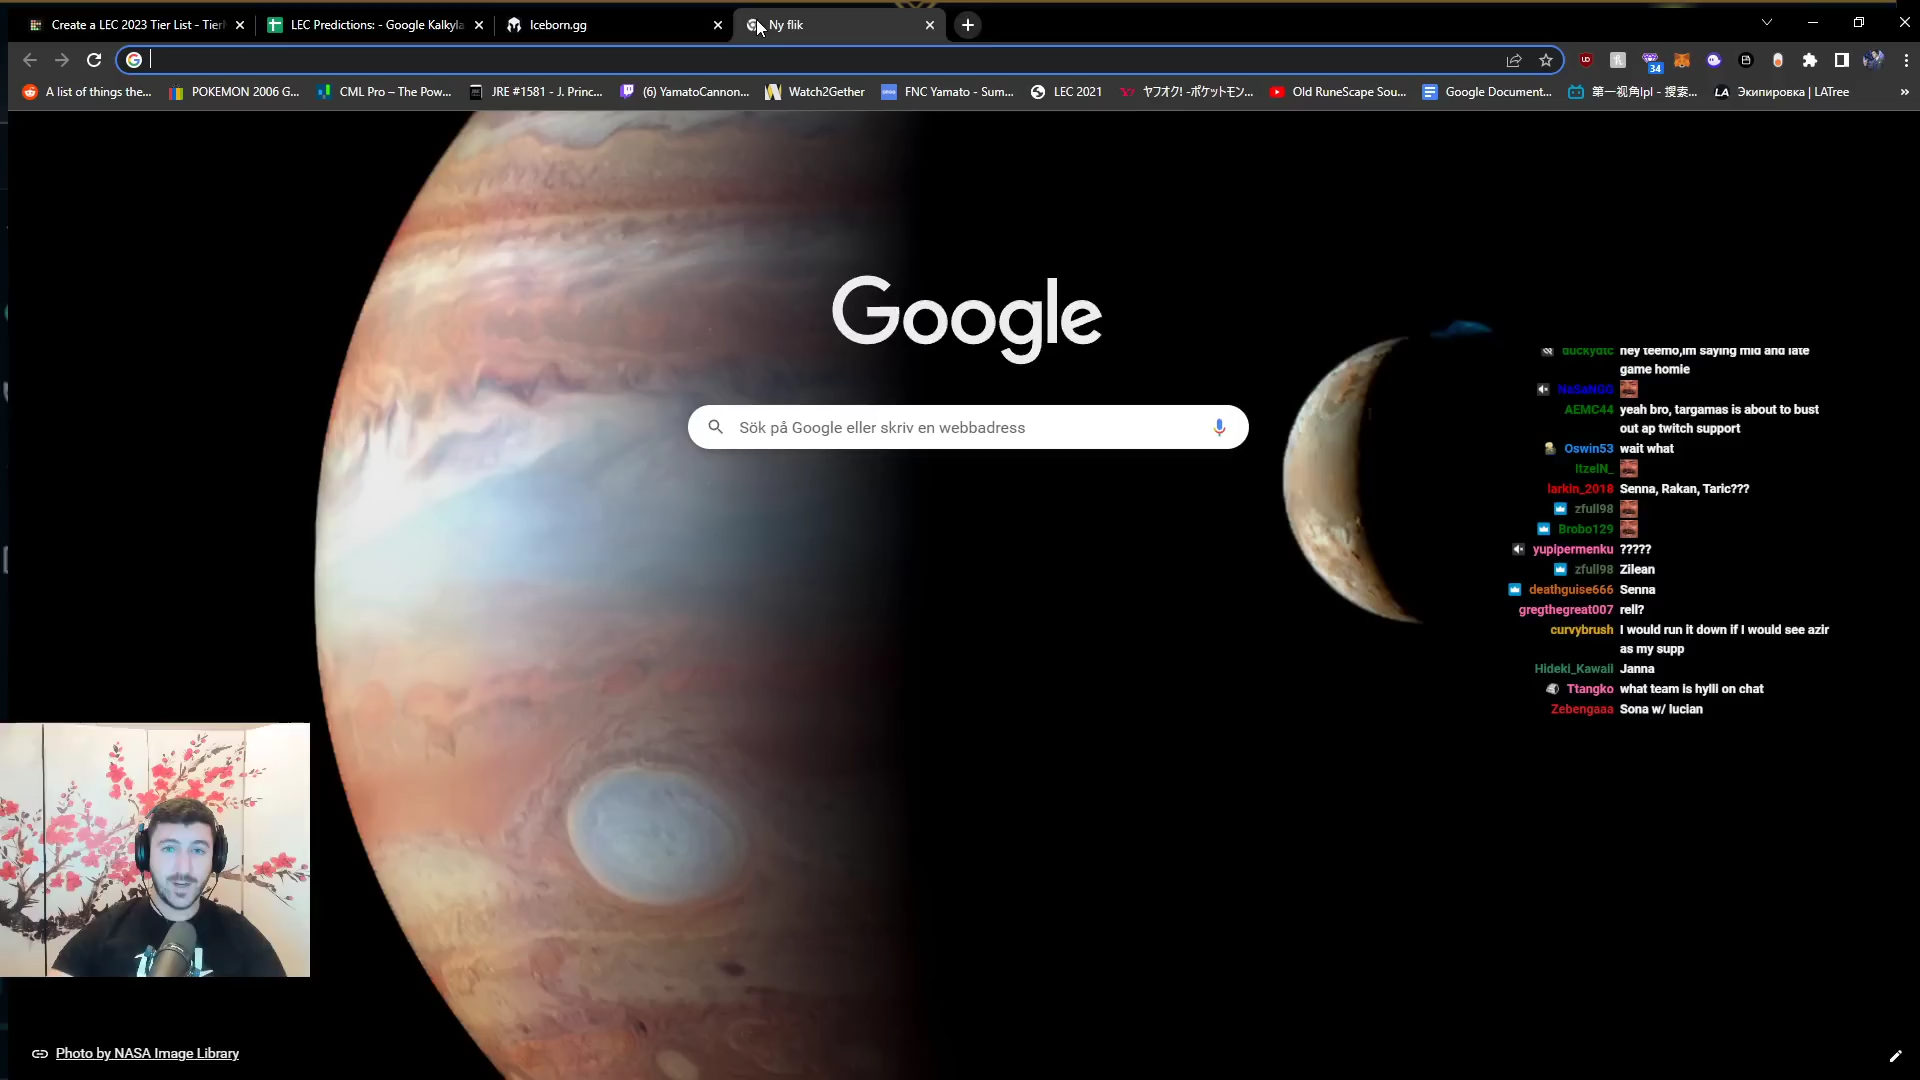 Create a LEC 2023 Tier List - Tier
LEC Predictions: - Google Kalkyla
Iceborn.gg
Ny flik
34
A list of things the...
POKEMON 2006 G...
CML Pro – The Pow...
JRE #1581 - J. Princ...
(6) YamatoCannon...
Watch2Gether
FNC Yamato - Sum...
LEC 2021
ヤフオク! -ポケットモン...
Old RuneScape Sou...
Google Document...
第一视角lpl - 搜索...
LA Экипировка | LATree
»
Google
Sök på Google eller skriv en webbadress
duckydtc hey teemo,im saying mid and late
game homie
NaSaNGG
AEMC44 yeah bro, targamas is about to bust
out ap twitch support
Oswin53 wait what
ItzelN_
larkin_2018 Senna, Rakan, Taric???
zfull98
Brobo129
yupipermenku ?????
zfull98 Zilean
deathguise666 Senna
gregthegreat007 rell?
curvybrush I would run it down if I would see azir
as my supp
Hideki_Kawaii Janna
Ttangko what team is hylli on chat
Zebengaaa Sona w/ lucian
Photo by NASA Image Library